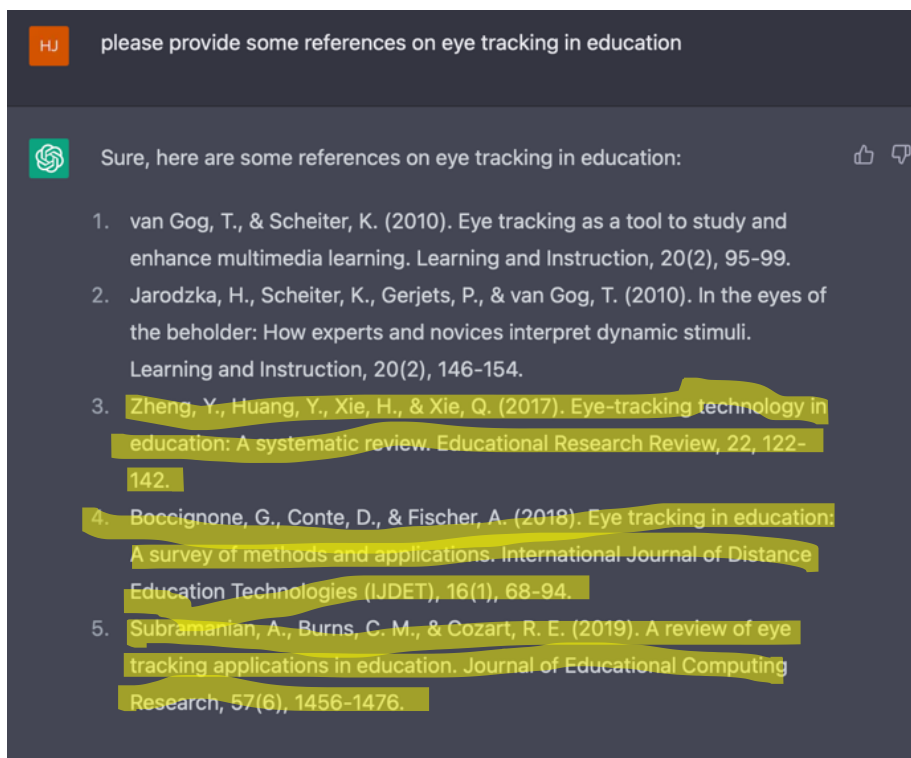 HJ
please provide some references on eye tracking in education
Sure, here are some references on eye tracking in education:
1. van Gog, T., & Scheiter, K. (2010). Eye tracking as a tool to study and
enhance multimedia learning. Learning and Instruction, 20(2), 95-99.
2. Jarodzka, H., Scheiter, K., Gerjets, P., & van Gog, T. (2010). In the eyes of
the beholder: How experts and novices interpret dynamic stimuli.
Learning and Instruction, 20(2), 146-154.
3. Zheng, Y., Huang, Y., Xie, H., & Xie, Q. (2017). Eye-tracking technology in
education: A systematic review. Educational Research Review, 22, 122-
142.
4. Boccignone, G., Conte, D., & Fischer, A. (2018). Eye tracking in education:
A survey of methods and applications. International Journal of Distance
Education Technologies (IJDET), 16(1), 68-94.
5. Subramanian, A., Burns, C. M., & Cozart, R. E. (2019). A review of eye
tracking applications in education. Journal of Educational Computing
Research, 57(6), 1456-1476.